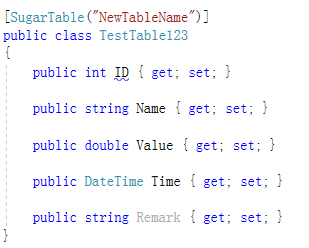 [SugarTable("NewTableName")]
public class TestTable123
{
public int ID { get; set; }
public string Name { get; set; }
public double Value { get; set; }
public DateTime Time { get; set; }
public string Remark { get; set; }
}